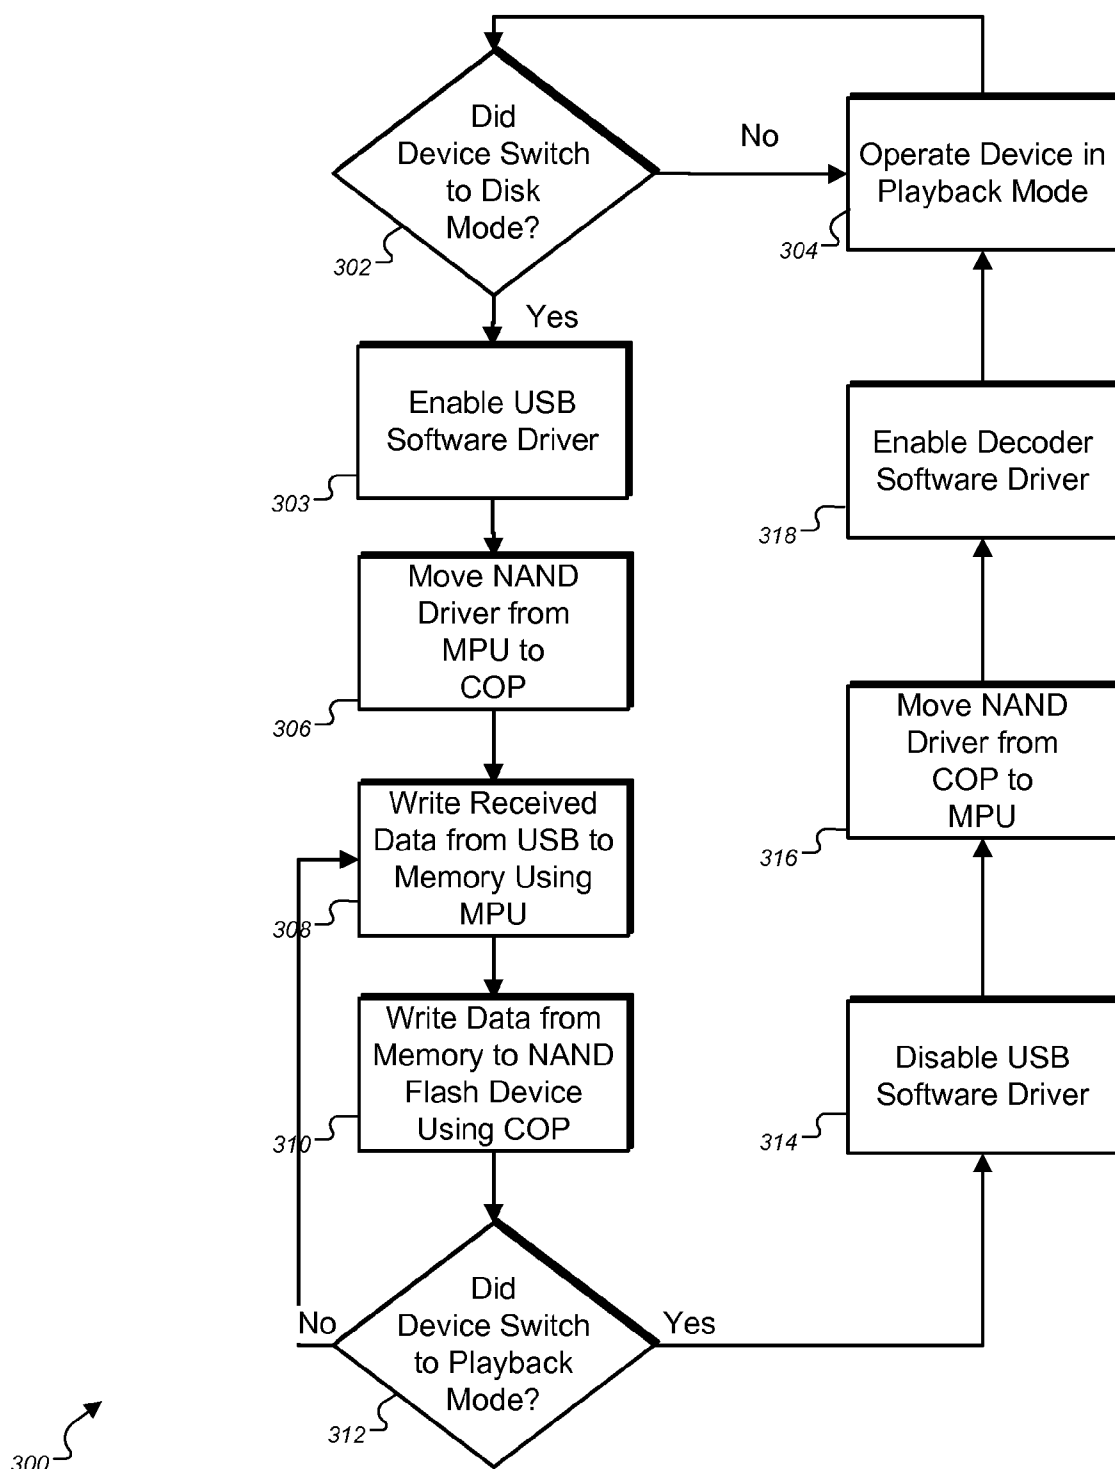 Did
Device Switch
to Disk
Mode?
302
No
Operate Device in
Playback Mode
304
Yes
Enable USB
Software Driver
303
Enable Decoder
Software Driver
318
Move NAND
Driver from
MPU to
COP
306
Move NAND
Driver from
COP to
MPU
316
Write Received
Data from USB to
Memory Using
MPU
308
Write Data from
Memory to NAND
Flash Device
Using COP
310
Disable USB
Software Driver
314
Did
Device Switch
to Playback
Mode?
312
No
Yes
300